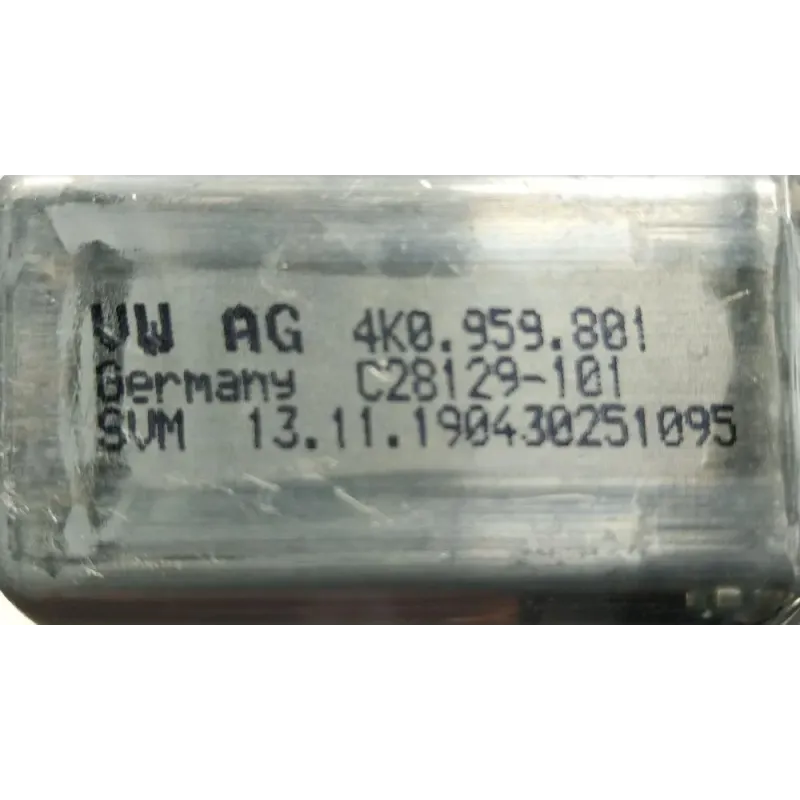 VW AG 4K0.959.801
Germany C28129-101
SVM 13.11.190430251095